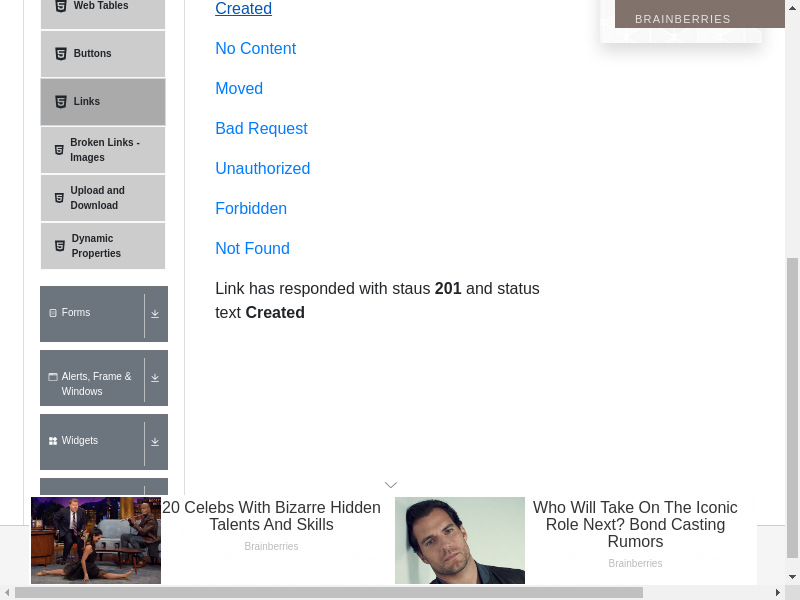 Web Tables
Buttons
Links
Broken Links -
Images
Upload and
Download
Dynamic
Properties
Forms
Alerts, Frame &
Windows
Widgets
Created
No Content
Moved
Bad Request
Unauthorized
Forbidden
Not Found
Link has responded with staus 201 and status
text Created
BRAINBERRIES
20 Celebs With Bizarre Hidden
Talents And Skills
Brainberries
Who Will Take On The Iconic
Role Next? Bond Casting
Rumors
Brainberries